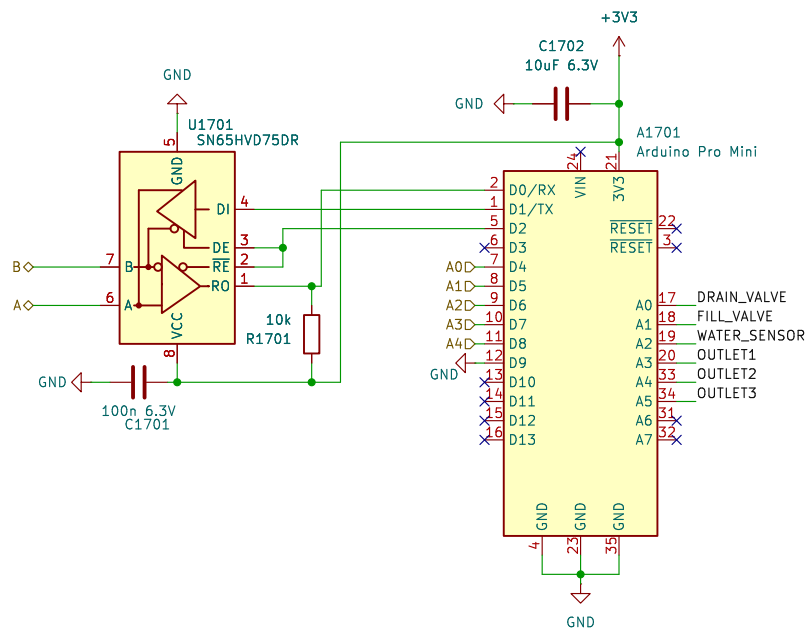 +3V3
C1702
10uF 6.3V
GND
GND
U1701
SN65HVD75DR
A1701
Arduino Pro Mini
5
GND
24
VIN
21
3V3
DI 4
DE 3
RE 2
RO 1
B 7 B
A 6 A
VCC
8
2 D0/RX
1 D1/TX
5 D2
6 D3
A0 7 D4
A1 8 D5
A2 9 D6
A3 10 D7
A4 11 D8
GND 12 D9
13 D10
14 D11
15 D12
16 D13
RESET 22
RESET 3
A0 17 DRAIN_VALVE
A1 18 FILL_VALVE
A2 19 WATER_SENSOR
A3 20 OUTLET1
A4 33 OUTLET2
A5 34 OUTLET3
A6 31
A7 32
10k
R1701
GND
100n 6.3V
C1701
GND GND GND
4 23 35
GND